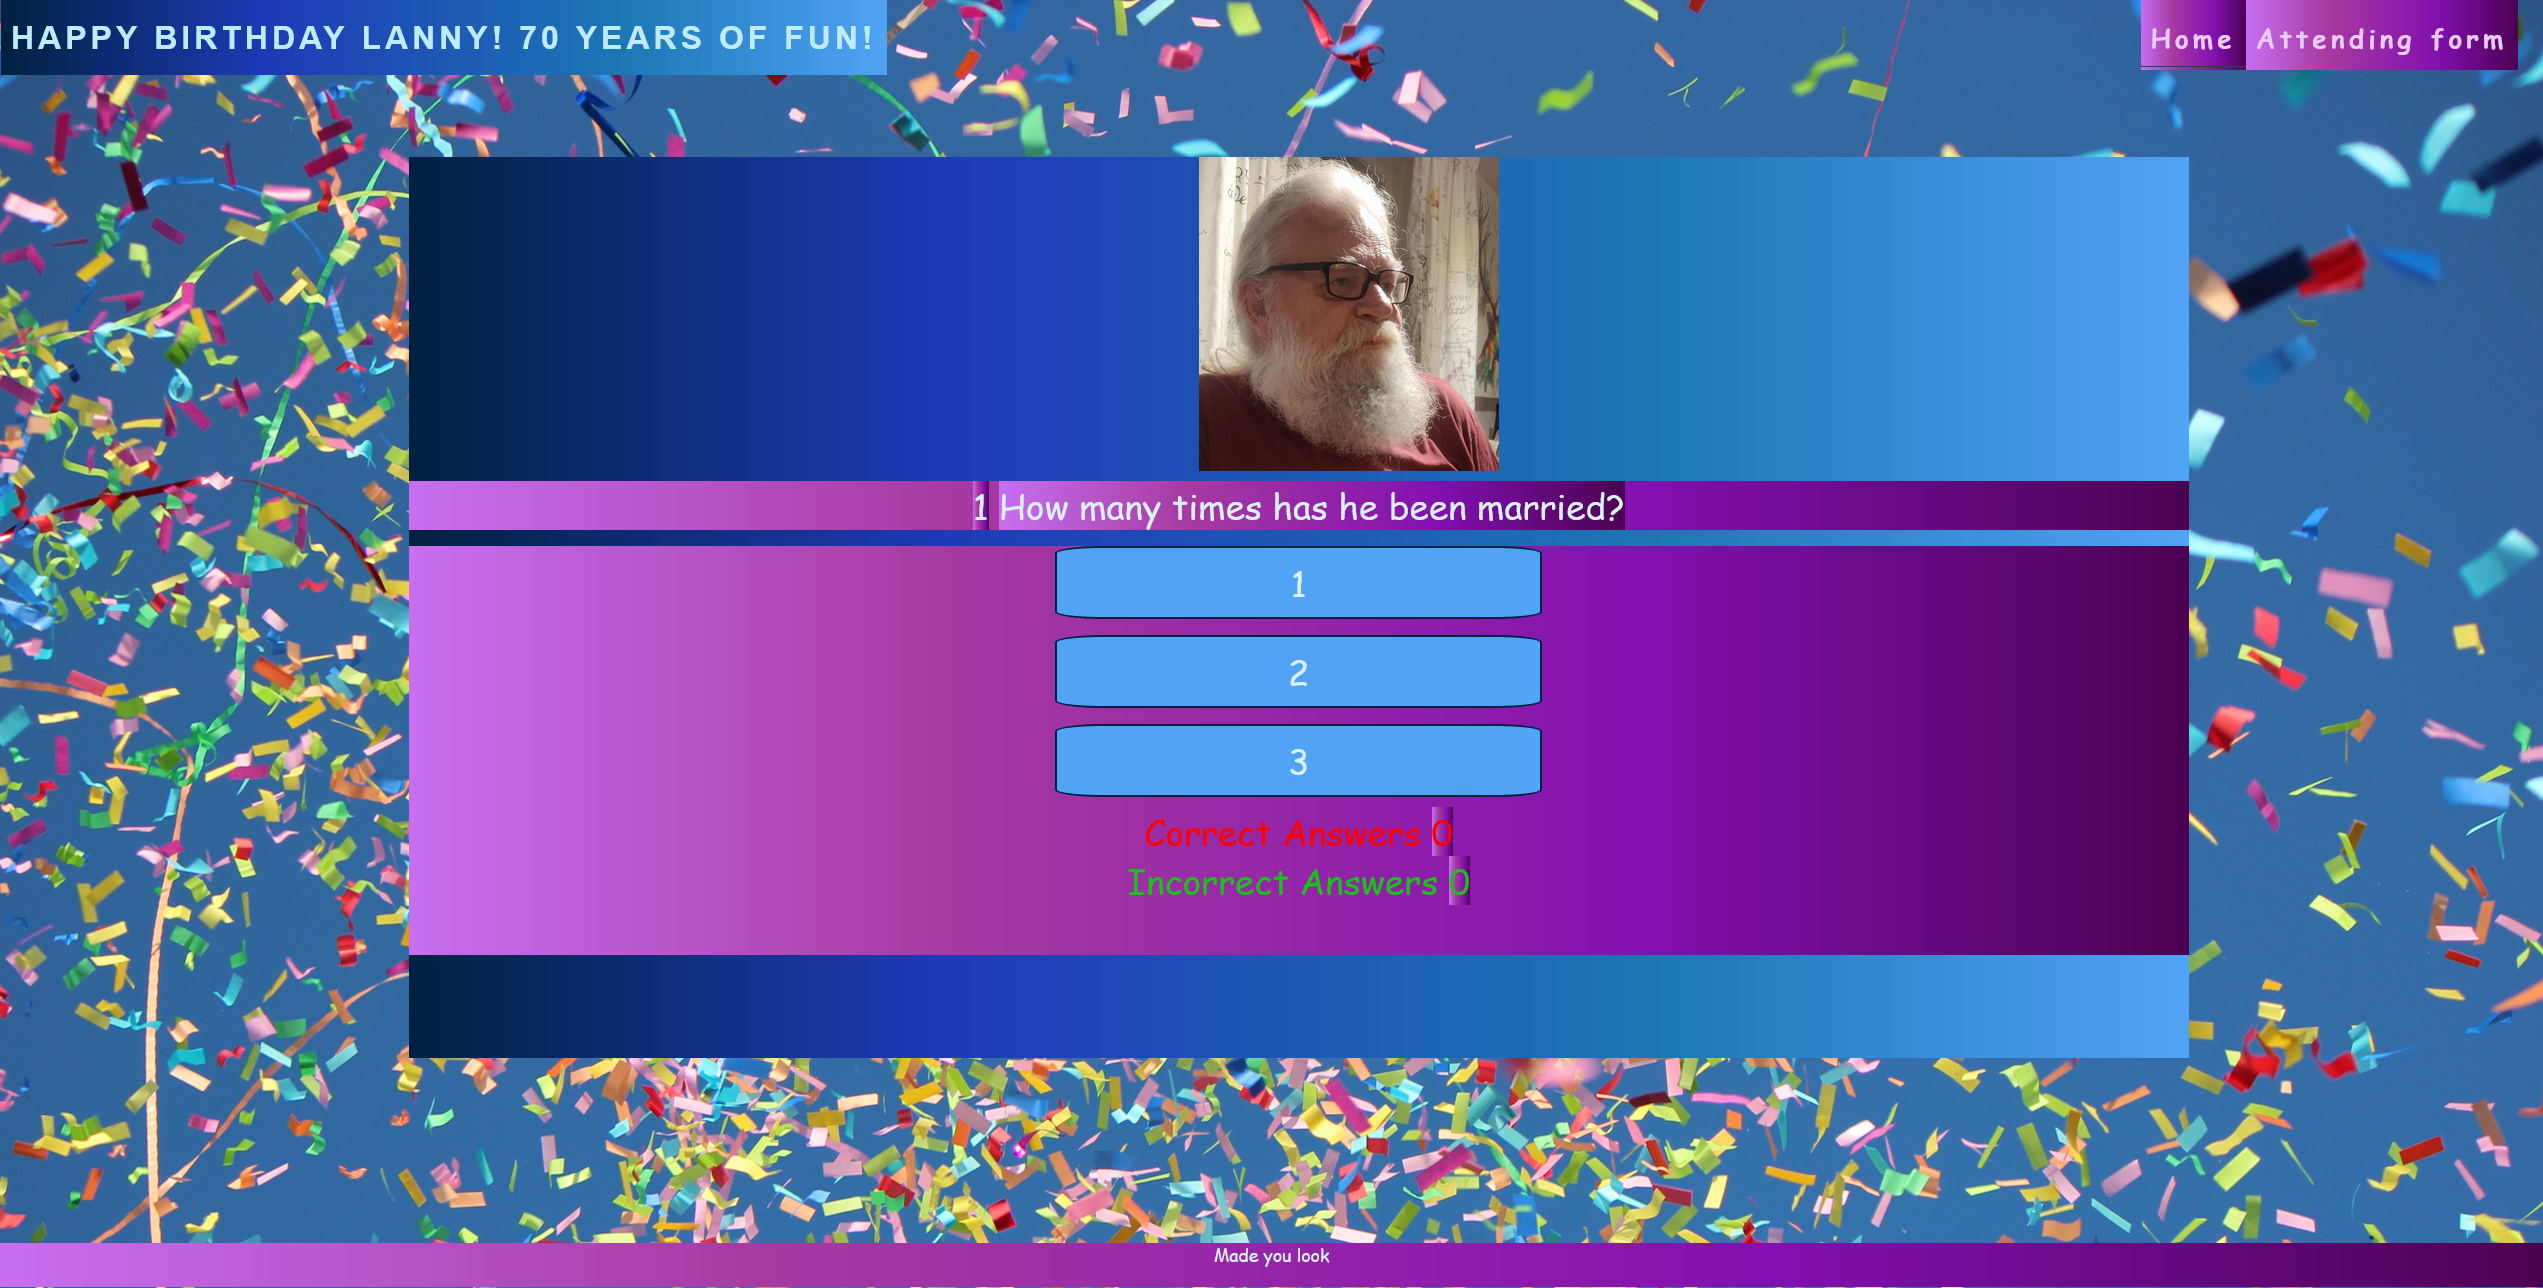 HAPPY BIRTHDAY LANNY! 70 YEARS OF FUN!
Home Attending form
1 How many times has he been married?
1
2
3
Correct Answers 0
Incorrect Answers 0
Made you look